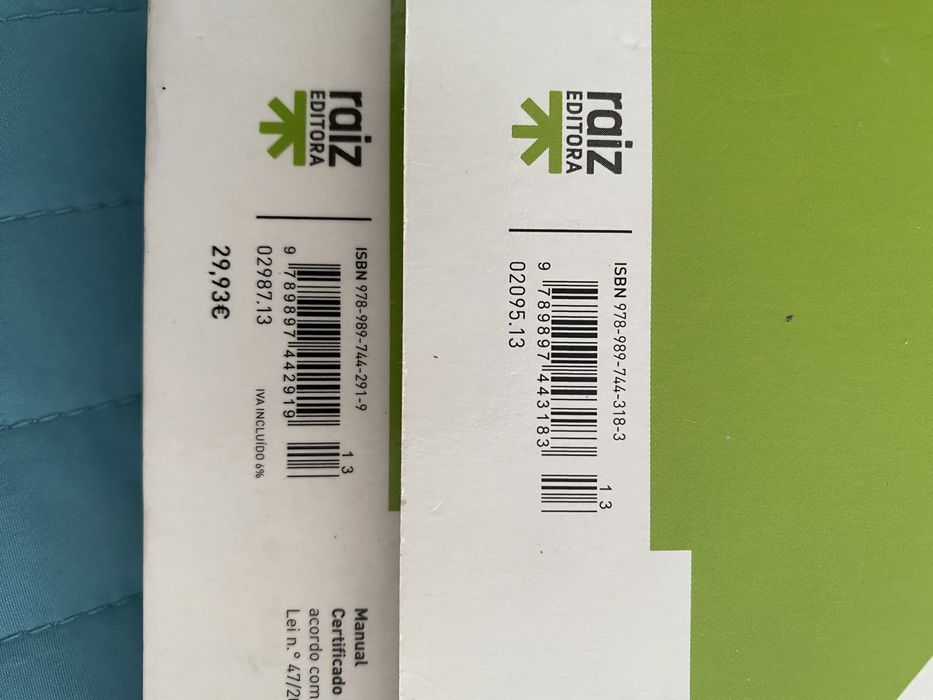 raiz
EDITORA
ISBN 978-989-744-291-9
9 789897 442919
1 3
02987.13
IVA INCLUÍDO 6%
29,93€
Manual
Certificado
acordo com
Lei n.º 47/2
raiz
EDITORA
ISBN 978-989-744-318-3
9 789897 443183
1 3
02095.13